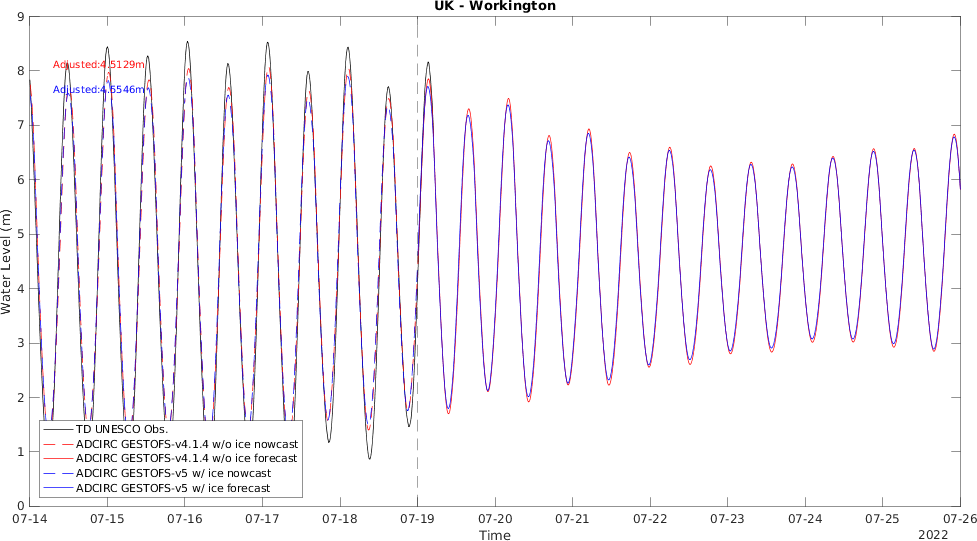 UK - Workington
9
8
7
6
5
4
3
2
1
0
Water Level (m)
Adjusted:4.5129m
Adjusted:4.6546m
TD UNESCO Obs.
ADCIRC GESTOFS-v4.1.4 w/o ice nowcast
ADCIRC GESTOFS-v4.1.4 w/o ice forecast
ADCIRC GESTOFS-v5 w/ ice nowcast
ADCIRC GESTOFS-v5 w/ ice forecast
07-14 07-15 07-16 07-17 07-18 07-19 07-20 07-21 07-22 07-23 07-24 07-25 07-26
Time
2022